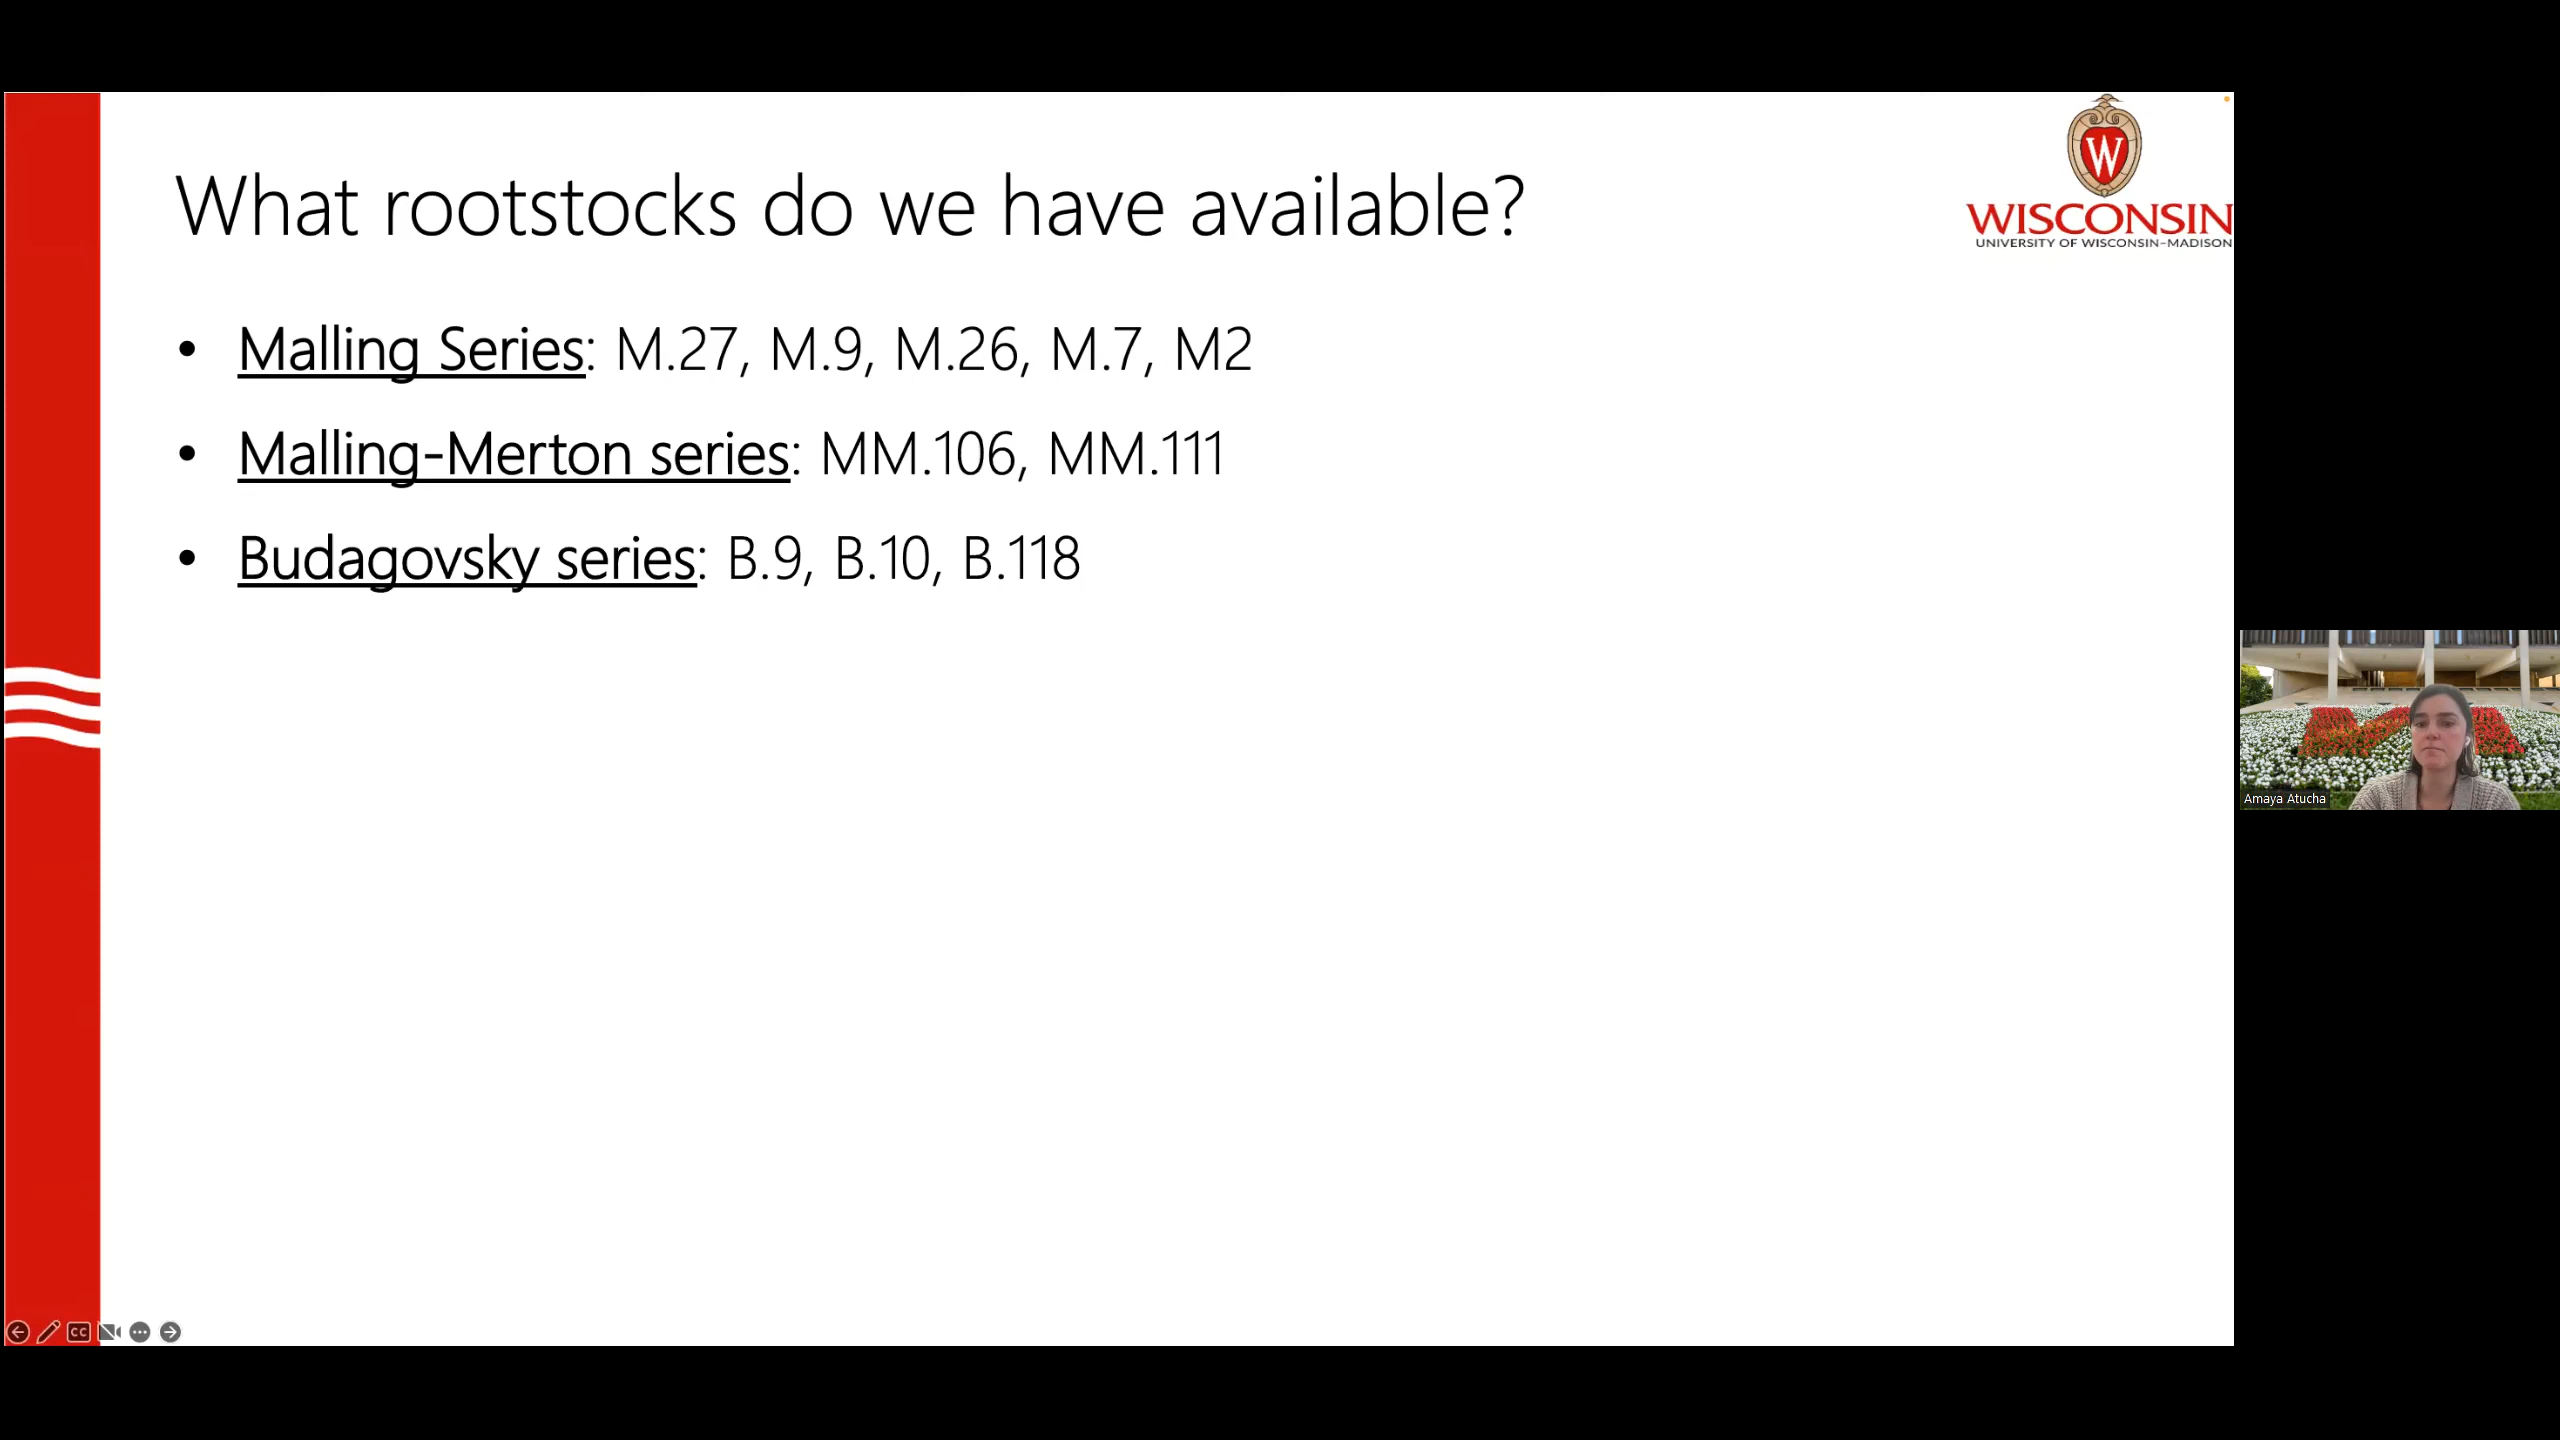 What rootstocks do we have available?
W
WISCONSIN
UNIVERSITY OF WISCONSIN–MADISON
• Malling Series: M.27, M.9, M.26, M.7, M2
• Malling-Merton series: MM.106, MM.111
• Budagovsky series: B.9, B.10, B.118
Amaya Atucha
CC